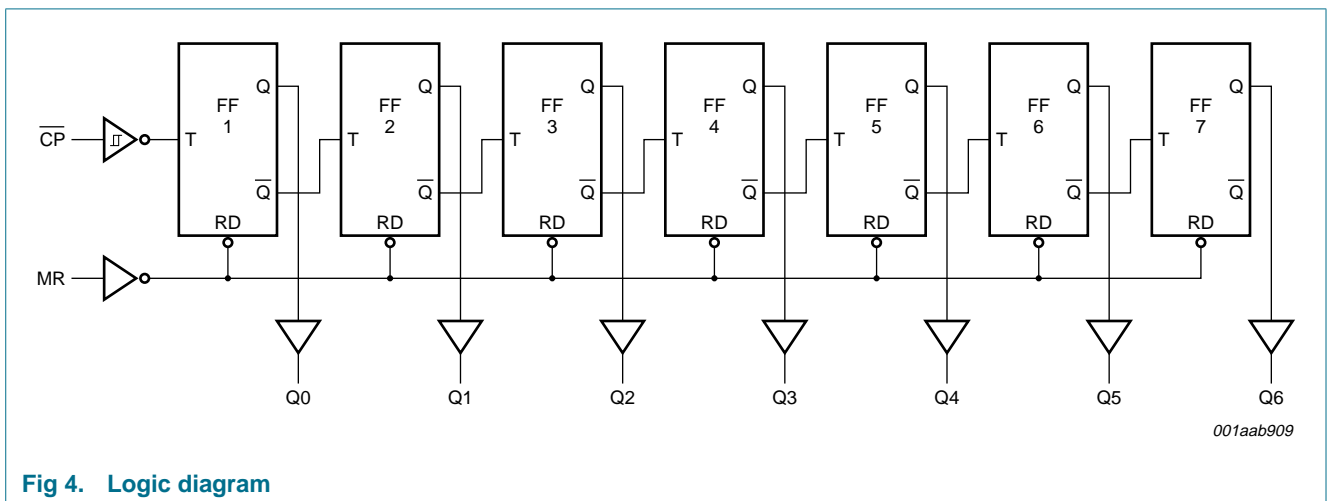 Q Q Q Q Q Q Q
FF FF FF FF FF FF FF
1 2 3 4 5 6 7
C̅P̅ T T T T T T T
Q̅ Q̅ Q̅ Q̅ Q̅ Q̅ Q̅
RD RD RD RD RD RD RD
MR
Q0 Q1 Q2 Q3 Q4 Q5 Q6
001aab909
Fig 4. Logic diagram